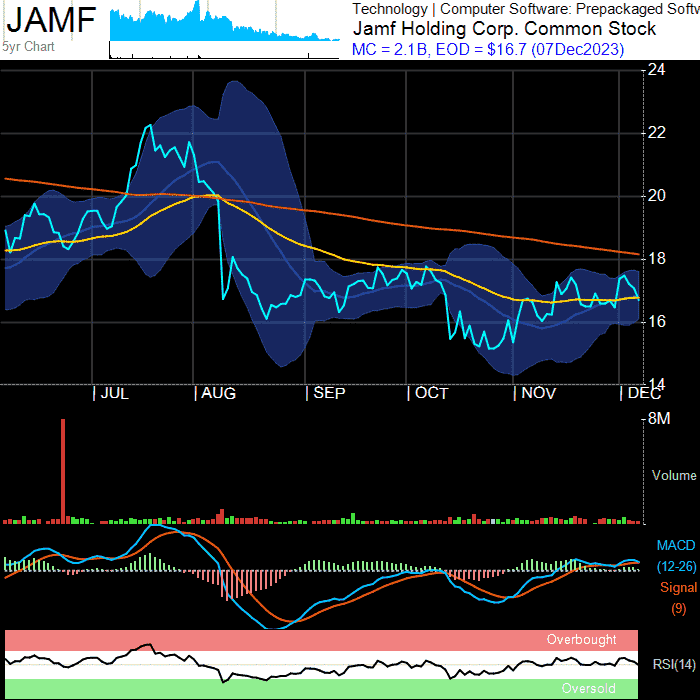 JAMF
5yr Chart
Technology | Computer Software: Prepackaged Softw
Jamf Holding Corp. Common Stock
MC = 2.1B, EOD = $16.7 (07Dec2023)
24
22
20
18
16
14
| JUL | AUG | SEP | OCT | NOV | DEC
8M
Volume
MACD
(12-26)
Signal
(9)
Overbought
RSI(14)
Oversold